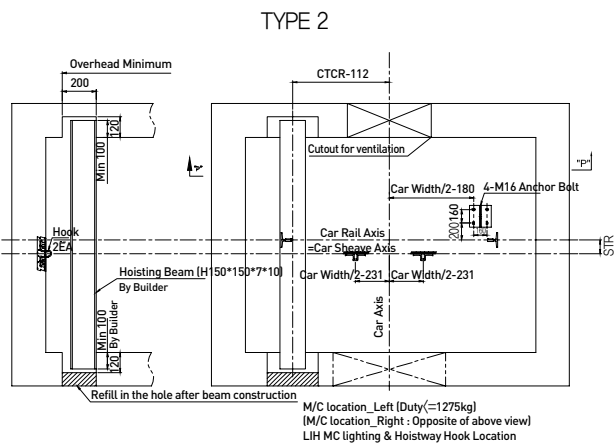 TYPE 2
Overhead Minimum
200
CTCR-112
120
Min 100
Cutout for ventilation
"A"
"B"
Car Width/2-180
4-M16 Anchor Bolt
160
200
150
Hook
2EA
Car Rail Axis
=Car Sheave Axis
STR
Hoisting Beam (H150*150*7*10)
By Builder
Car Width/2-231
Car Width/2-231
Car Axis
Min 100
By Builder
120
Refill in the hole after beam construction
M/C location_Left (Duty<=1275kg)
(M/C location_Right : Opposite of above view)
LIH MC lighting & Hoistway Hook Location